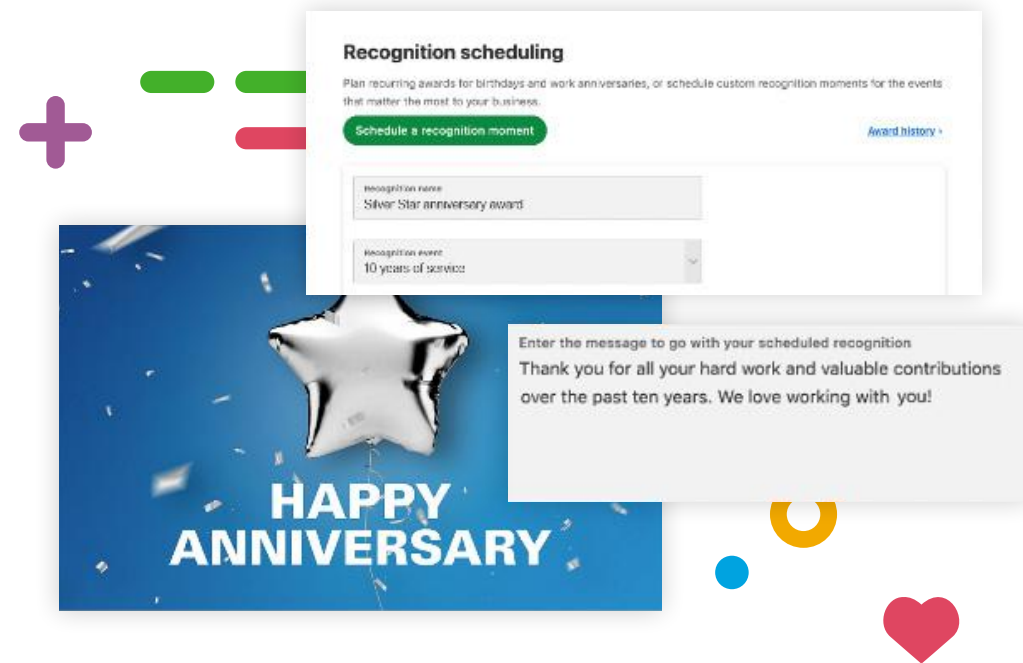 Recognition scheduling
Plan recurring awards for birthdays and work anniversaries, or schedule custom recognition moments for the events
that matter the most to your business.
Schedule a recognition moment
Award history ›
Recognition name
Silver Star anniversary award
Recognition event
10 years of service
Enter the message to go with your scheduled recognition
Thank you for all your hard work and valuable contributions
over the past ten years. We love working with you!
HAPPY
ANNIVERSARY